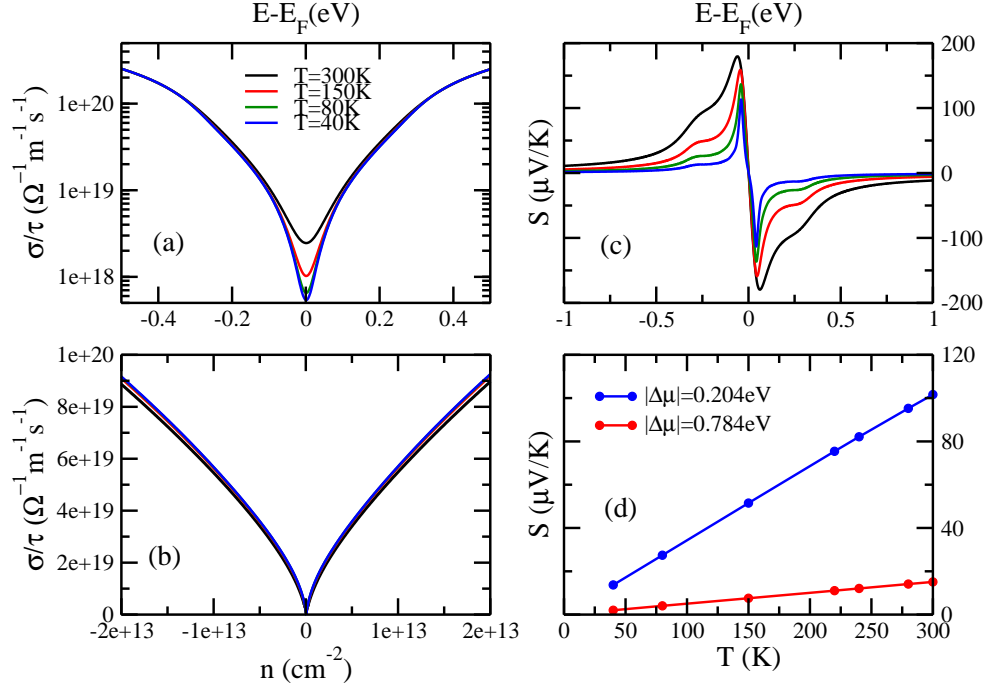 E-E_F(eV)
E-E_F(eV)
σ/τ (Ω⁻¹ m⁻¹ s⁻¹)
1e+20
1e+19
1e+18
T=300K
T=150K
T=80K
T=40K
(a)
-0.4 -0.2 0 0.2 0.4
200
100
0
-100
-200
S (μV/K)
(c)
-1 -0.5 0 0.5 1
σ/τ (Ω⁻¹ m⁻¹ s⁻¹)
1e+20
8e+19
6e+19
4e+19
2e+19
0
(b)
-2e+13 -1e+13 0 1e+13 2e+13
n (cm⁻²)
|Δμ|=0.204eV
|Δμ|=0.784eV
(d)
S (μV/K)
120
80
40
0
0 50 100 150 200 250 300
T (K)